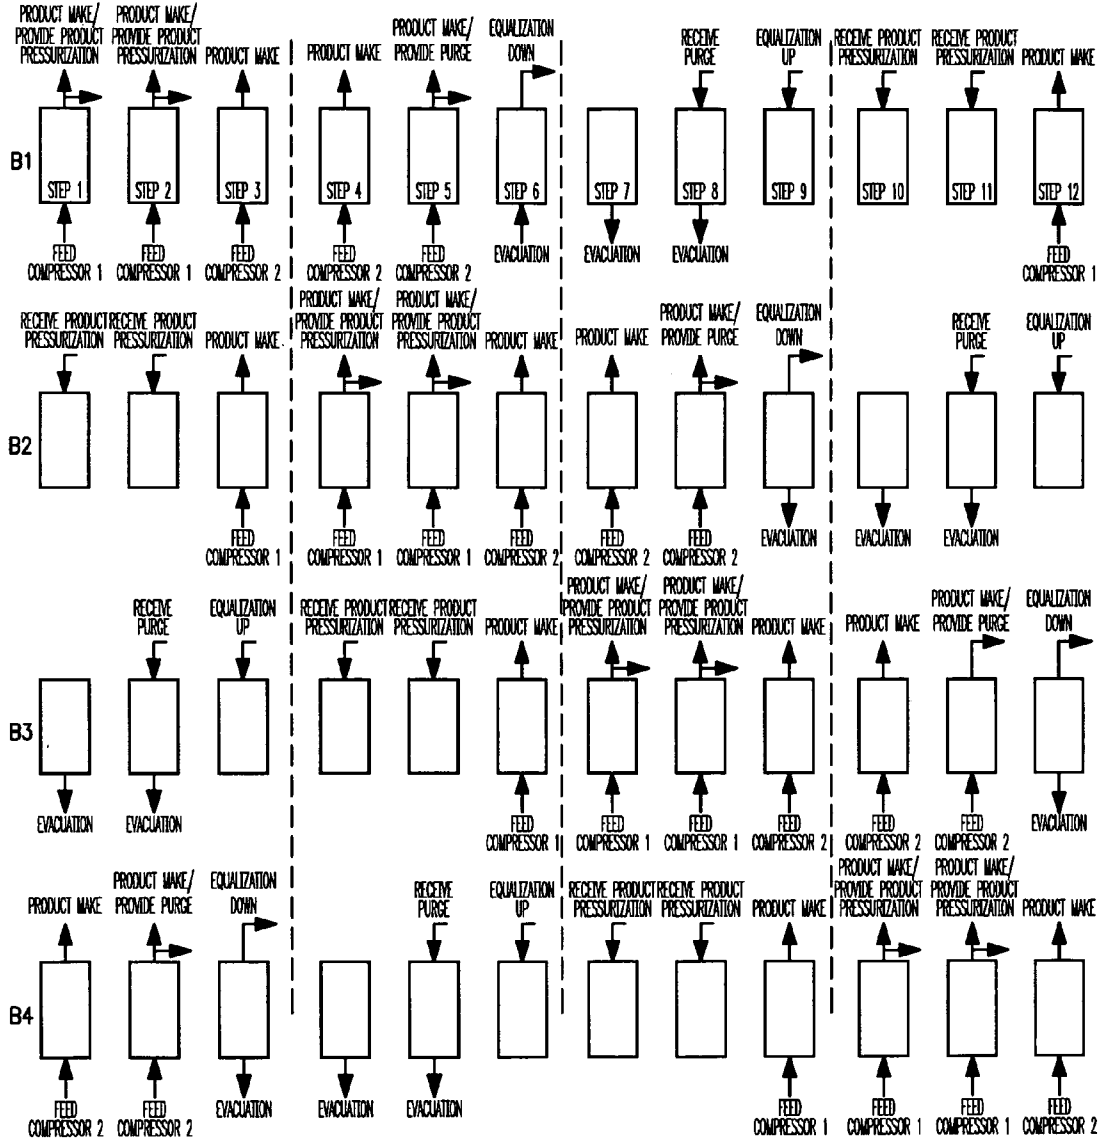 PRODUCT MAKE/ PRODUCT MAKE/ PRODUCT MAKE/ EQUALIZATION RECEIVE EQUALIZATION RECEIVE PRODUCT RECEIVE PRODUCT
PROVIDE PRODUCT PROVIDE PRODUCT PRODUCT MAKE PRODUCT MAKE PROVIDE PURGE DOWN PURGE UP PRESSURIZATION PRESSURIZATION PRODUCT MAKE
PRESSURIZATION PRESSURIZATION
B1
STEP 1 STEP 2 STEP 3 STEP 4 STEP 5 STEP 6 STEP 7 STEP 8 STEP 9 STEP 10 STEP 11 STEP 12
FEED FEED FEED FEED FEED EVACUATION EVACUATION EVACUATION FEED
COMPRESSOR 1 COMPRESSOR 1 COMPRESSOR 2 COMPRESSOR 2 COMPRESSOR 2 COMPRESSOR 1
PRODUCT MAKE/ PRODUCT MAKE/ PRODUCT MAKE/ EQUALIZATION RECEIVE EQUALIZATION
RECEIVE PRODUCT RECEIVE PRODUCT PRODUCT MAKE PROVIDE PRODUCT PROVIDE PRODUCT PRODUCT MAKE PRODUCT MAKE PROVIDE PURGE DOWN PURGE UP
PRESSURIZATION PRESSURIZATION PRESSURIZATION PRESSURIZATION
B2
FEED FEED FEED FEED FEED FEED EVACUATION EVACUATION EVACUATION
COMPRESSOR 1 COMPRESSOR 1 COMPRESSOR 1 COMPRESSOR 2 COMPRESSOR 2 COMPRESSOR 2
RECEIVE EQUALIZATION RECEIVE PRODUCT RECEIVE PRODUCT PRODUCT MAKE/ PRODUCT MAKE/ PRODUCT MAKE/ EQUALIZATION
PURGE UP PRESSURIZATION PRESSURIZATION PRODUCT MAKE PROVIDE PRODUCT PROVIDE PRODUCT PRODUCT MAKE PRODUCT MAKE PROVIDE PURGE DOWN
PRESSURIZATION PRESSURIZATION
B3
EVACUATION EVACUATION FEED FEED FEED FEED FEED FEED EVACUATION
COMPRESSOR 1 COMPRESSOR 1 COMPRESSOR 1 COMPRESSOR 2 COMPRESSOR 2 COMPRESSOR 2
PRODUCT MAKE/ EQUALIZATION RECEIVE EQUALIZATION RECEIVE PRODUCT RECEIVE PRODUCT PRODUCT MAKE/ PRODUCT MAKE/
PRODUCT MAKE PROVIDE PURGE DOWN PURGE UP PRESSURIZATION PRESSURIZATION PRODUCT MAKE PROVIDE PRODUCT PROVIDE PRODUCT PRODUCT MAKE
PRESSURIZATION PRESSURIZATION
B4
FEED FEED EVACUATION EVACUATION EVACUATION FEED FEED FEED FEED
COMPRESSOR 2 COMPRESSOR 2 COMPRESSOR 1 COMPRESSOR 1 COMPRESSOR 1 COMPRESSOR 2